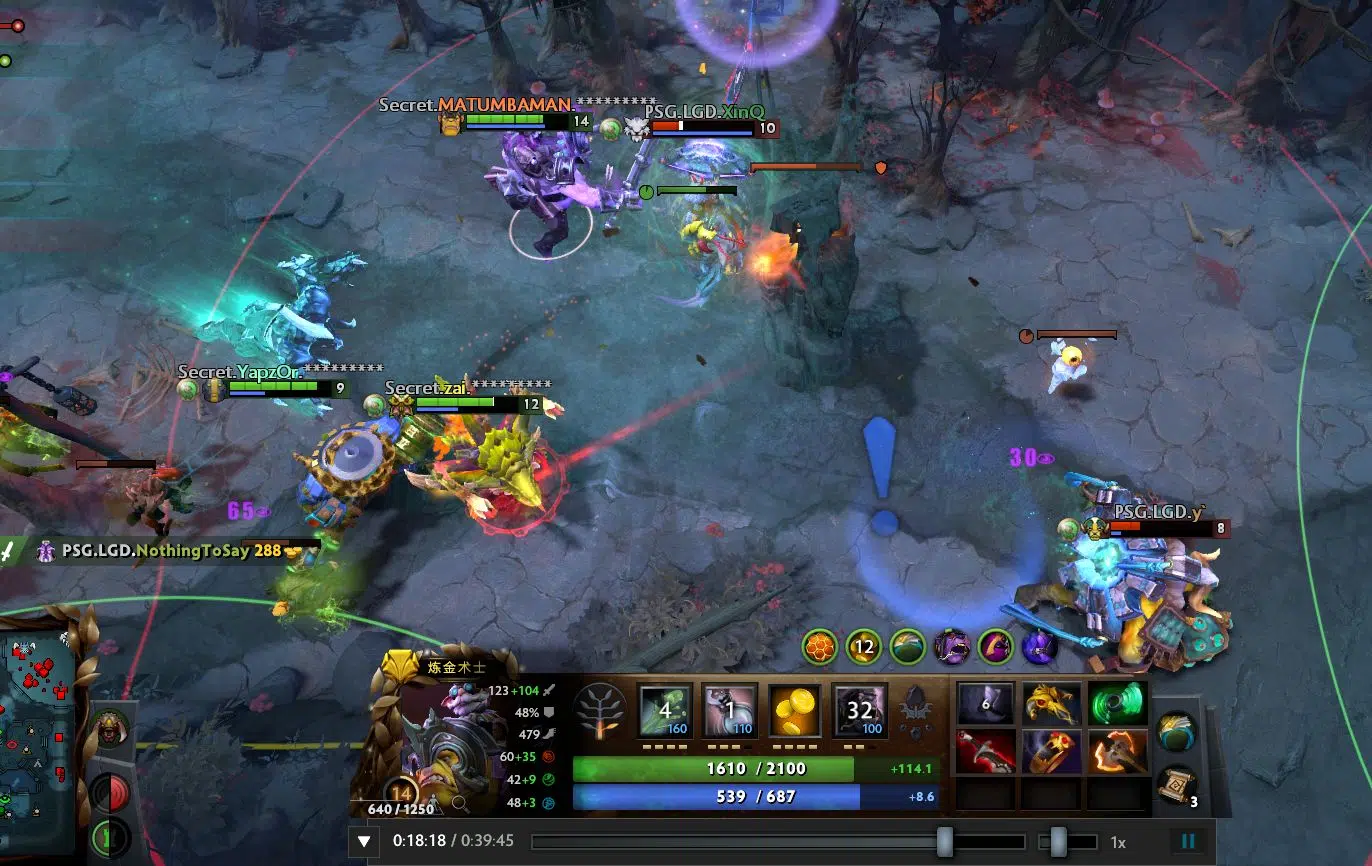 4
Secret.MATUMBAMAN.*********
14
PSG.LGD.XinQ
10
Secret.YapzOr.*********
9
Secret.zai.*********
12
30
65
PSG.LGD.y`
8
PSG.LGD.NothingToSay 288
12
炼金术士
123 +104
48%
479
60+35
42+9
48+3
14
640 / 1250
4
160
1
110
32
100
1610 / 2100
+114.1
539 / 687
+8.6
6
3
0:18:18 / 0:39:45
1x